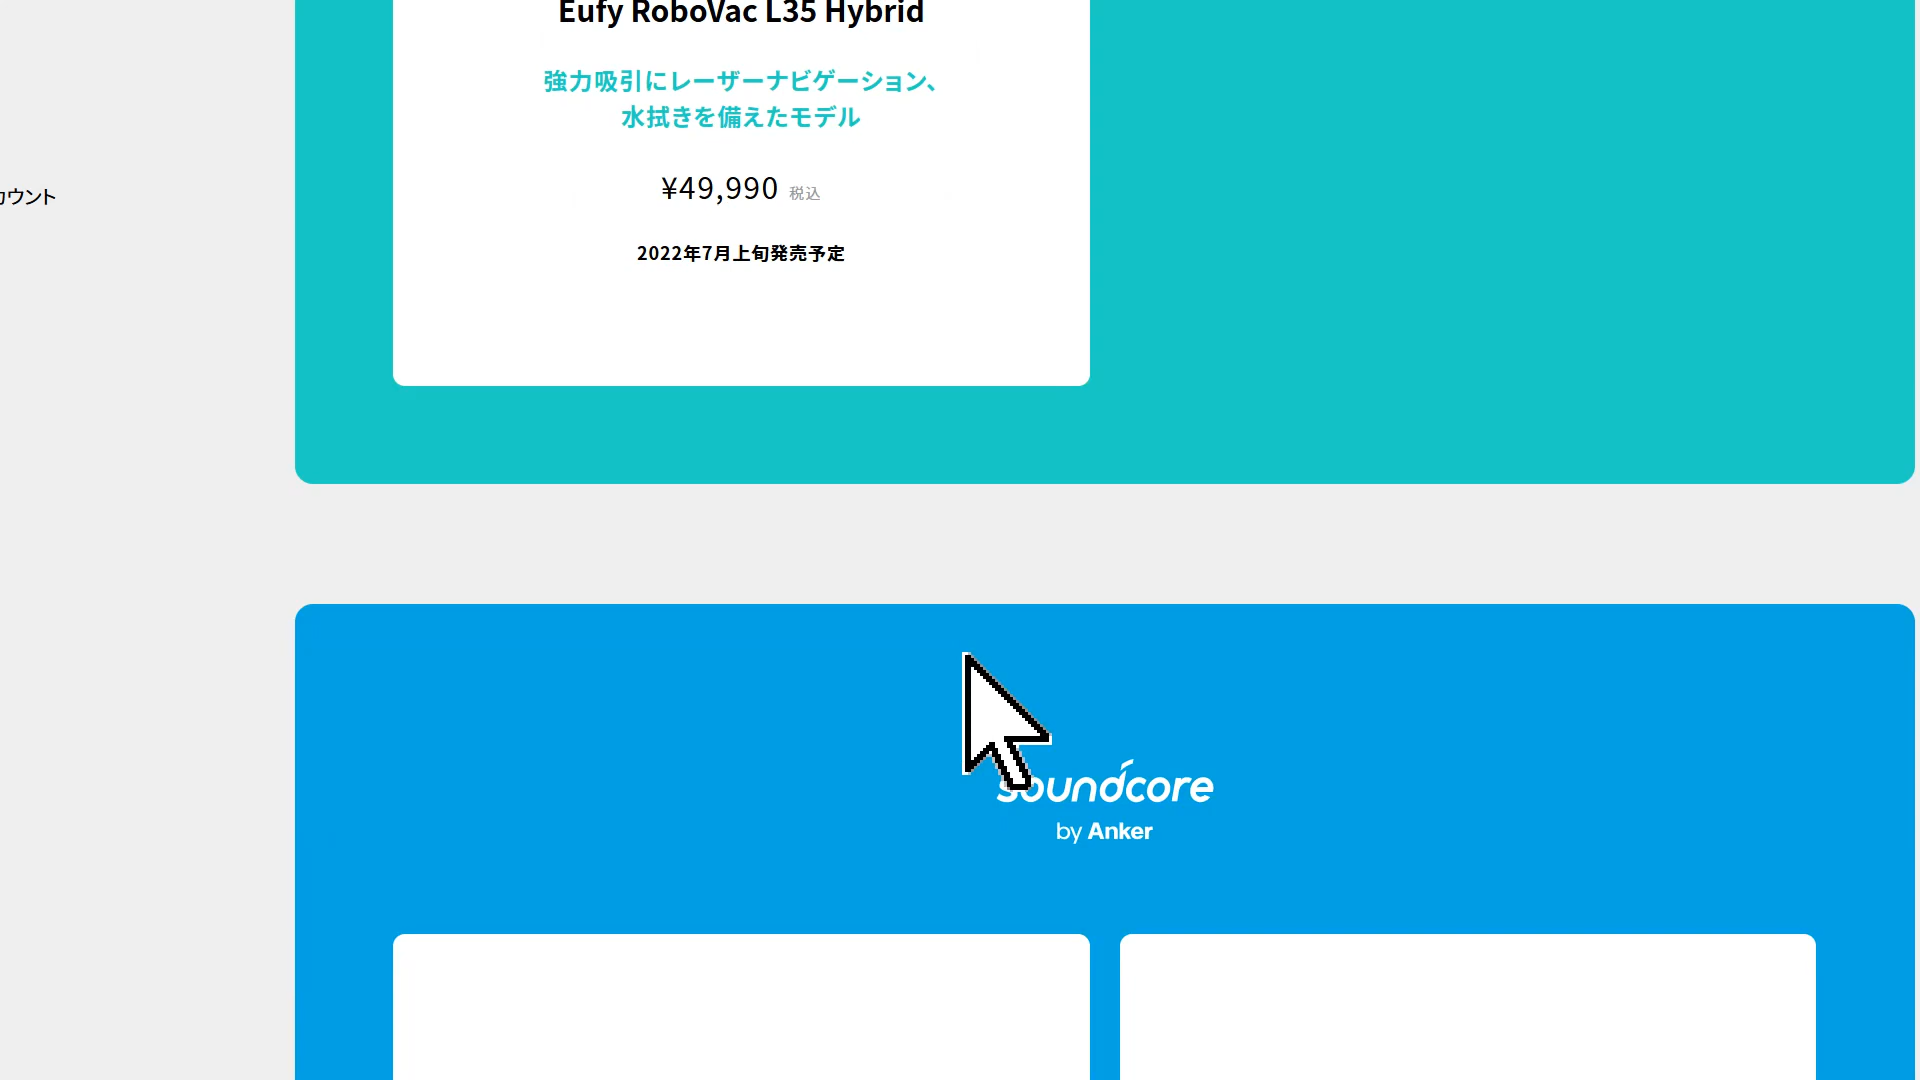 Eufy RoboVac L35 Hybrid
強力吸引にレーザーナビゲーション、
水拭きを備えたモデル
¥49,990 税込
カウント
2022年7月上旬発売予定
soundcore
by Anker